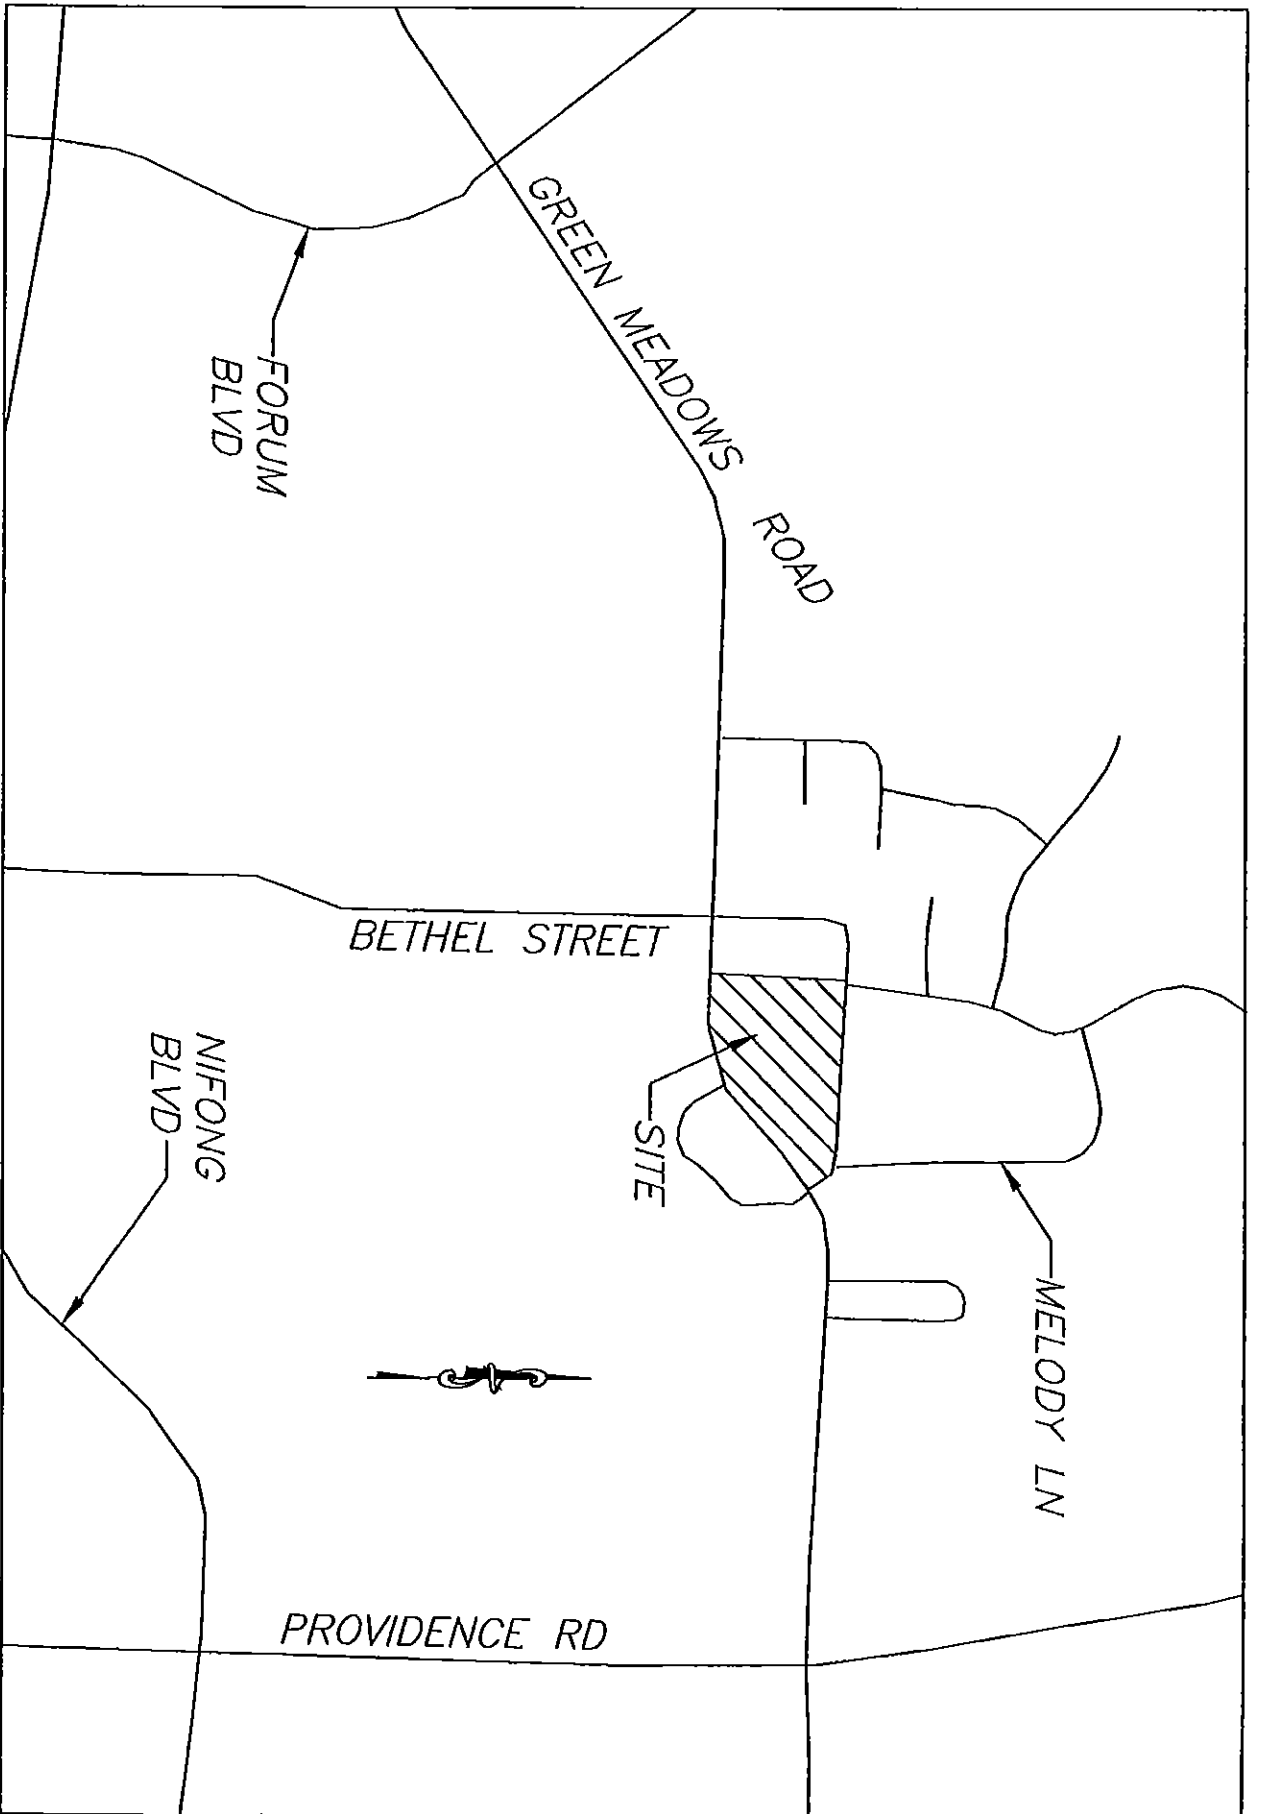 GREEN MEADOWS ROAD
FORUM
BLVD
BETHEL STREET
SITE
MELODY LN
NIFONG
BLVD
PROVIDENCE RD